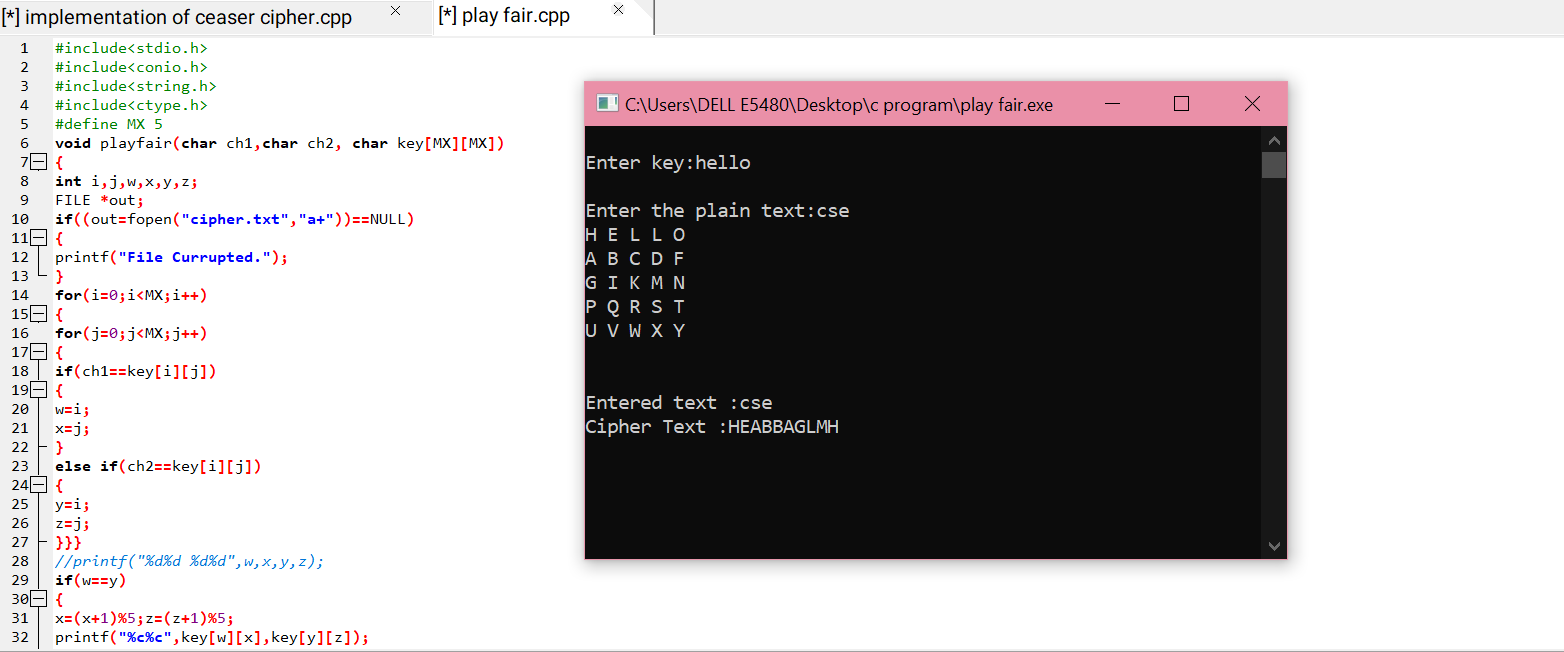 [*] implementation of ceaser cipher.cpp
[*] play fair.cpp
1 #include<stdio.h>
2 #include<conio.h>
3 #include<string.h>
4 #include<ctype.h>
5 #define MX 5
6 void playfair(char ch1,char ch2, char key[MX][MX])
7 {
8 int i,j,w,x,y,z;
9 FILE *out;
10 if((out=fopen("cipher.txt","a+"))==NULL)
11 {
12 printf("File Currupted.");
13 }
14 for(i=0;i<MX;i++)
15 {
16 for(j=0;j<MX;j++)
17 {
18 if(ch1==key[i][j])
19 {
20 w=i;
21 x=j;
22 }
23 else if(ch2==key[i][j])
24 {
25 y=i;
26 z=j;
27 }}}
28 //printf("%d%d %d%d",w,x,y,z);
29 if(w==y)
30 {
31 x=(x+1)%5;z=(z+1)%5;
32 printf("%c%c",key[w][x],key[y][z]);
C:\Users\DELL E5480\Desktop\c program\play fair.exe
Enter key:hello
Enter the plain text:cse
H E L L O
A B C D F
G I K M N
P Q R S T
U V W X Y
Entered text :cse
Cipher Text :HEABBAGLMH